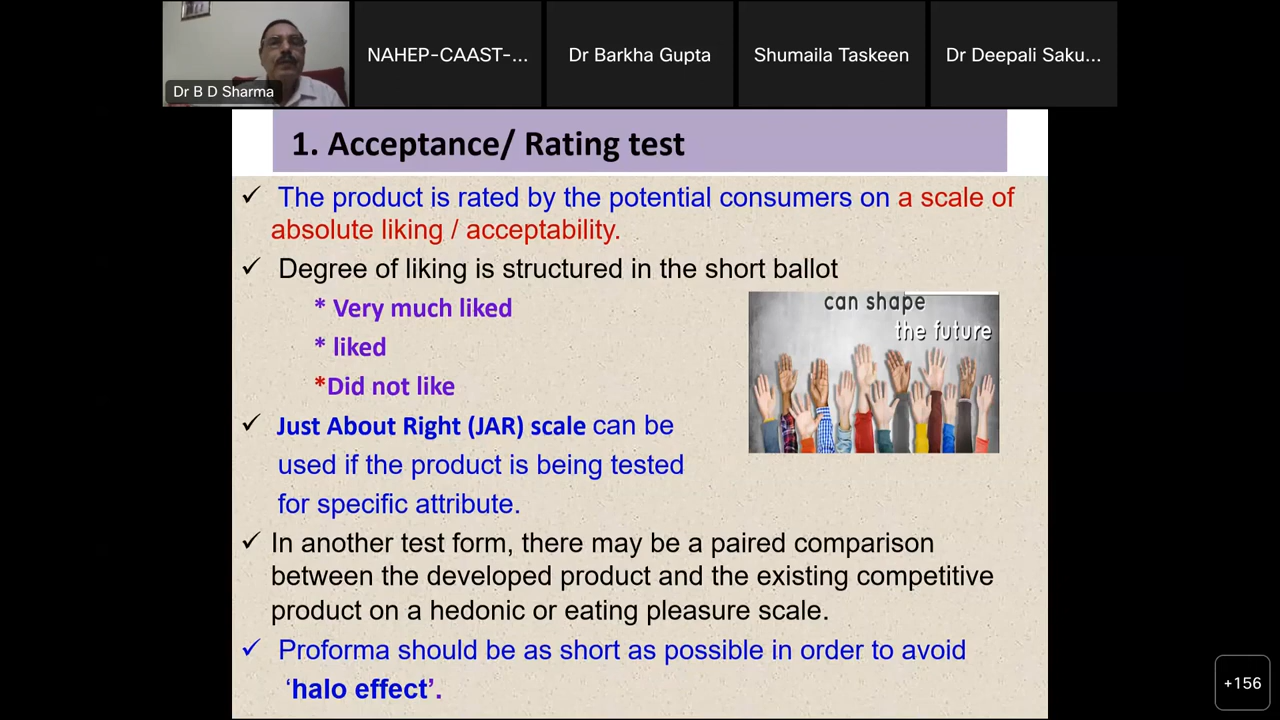 Dr B D Sharma
NAHEP-CAAST-...
Dr Barkha Gupta
Shumaila Taskeen
Dr Deepali Saku...
1. Acceptance/ Rating test
✓ The product is rated by the potential consumers on a scale of
absolute liking / acceptability.
✓ Degree of liking is structured in the short ballot
* Very much liked
* liked
*Did not like
can shape
the future
✓ Just About Right (JAR) scale can be
used if the product is being tested
for specific attribute.
✓ In another test form, there may be a paired comparison
between the developed product and the existing competitive
product on a hedonic or eating pleasure scale.
✓ Proforma should be as short as possible in order to avoid
‘halo effect’.
+156